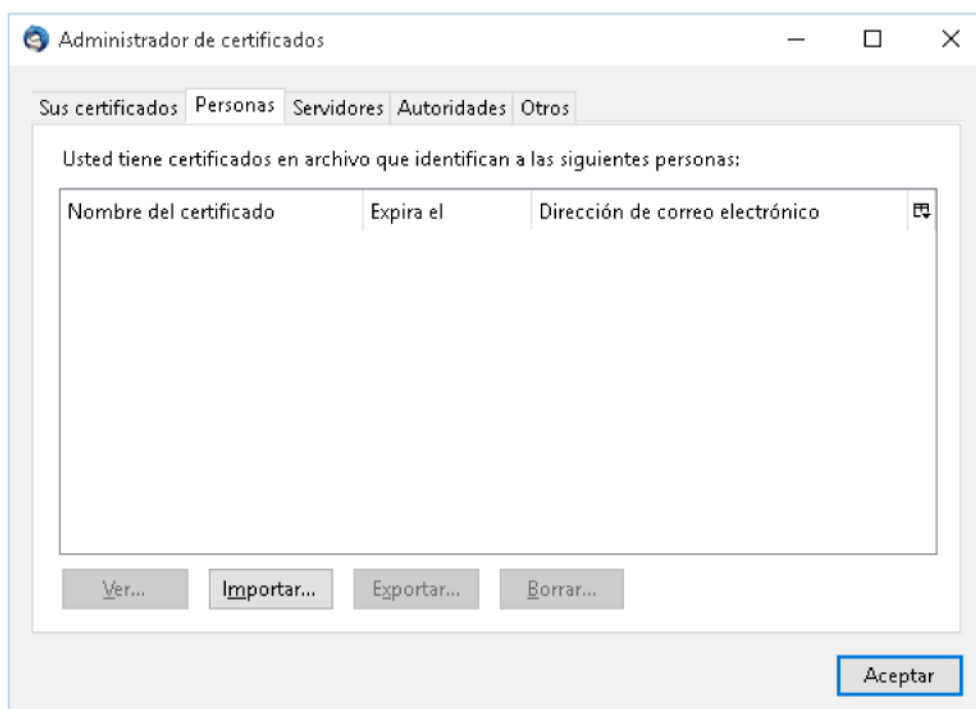 Administrador de certificados
Sus certificados Personas Servidores Autoridades Otros
Usted tiene certificados en archivo que identifican a las siguientes personas:
Nombre del certificado Expira el Dirección de correo electrónico
Ver... Importar... Exportar... Borrar...
Aceptar